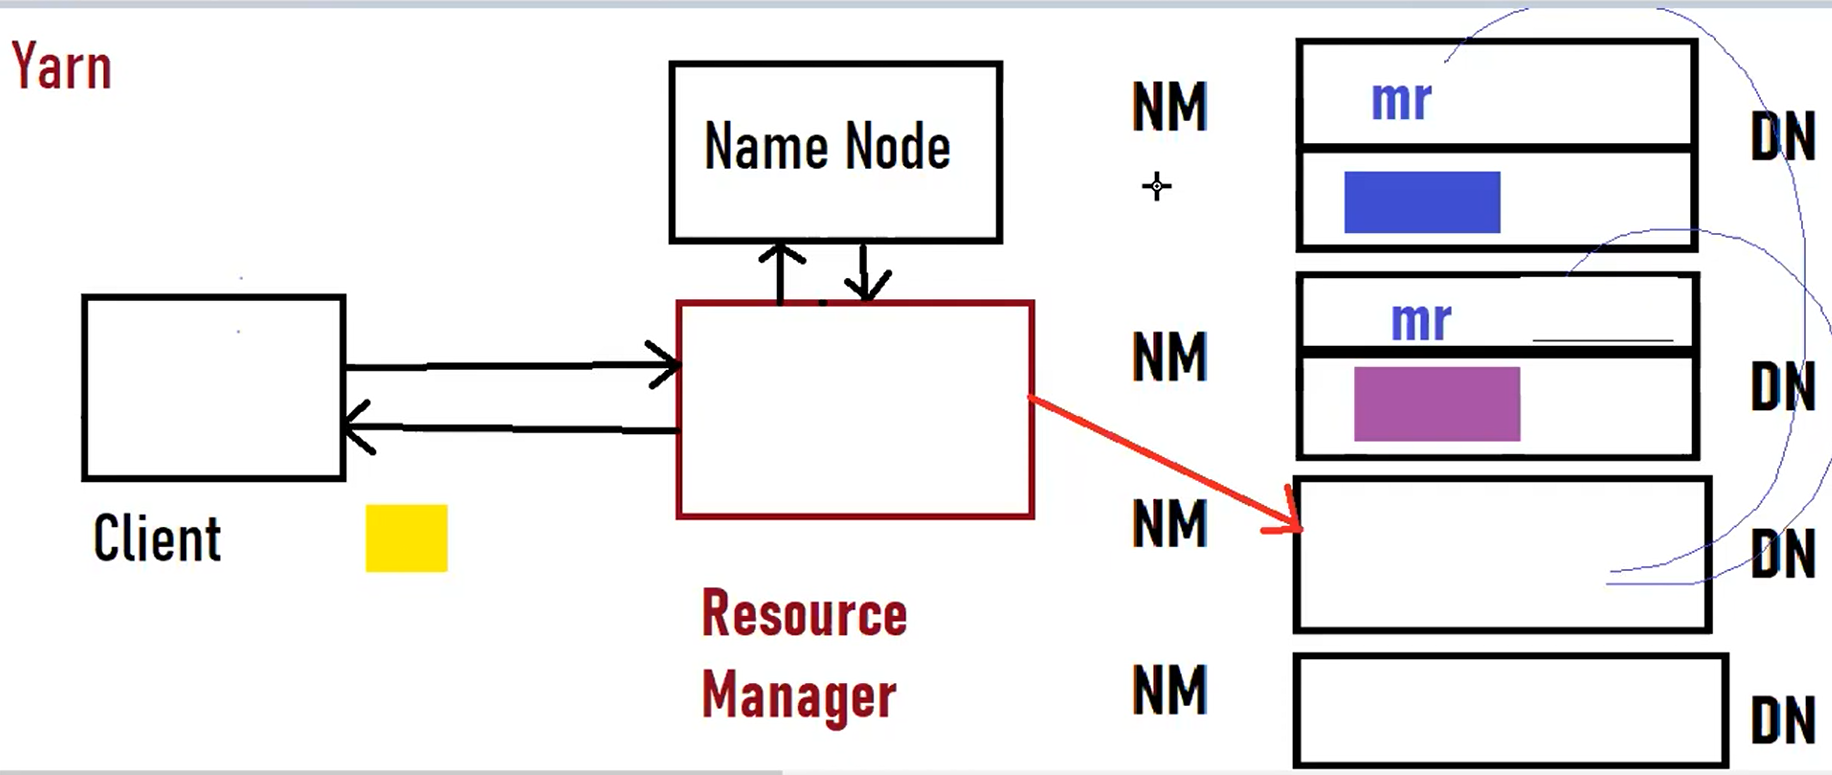 Yarn
Name Node
Client
Resource
Manager
NM
mr
DN
NM
mr
DN
NM
DN
NM
DN